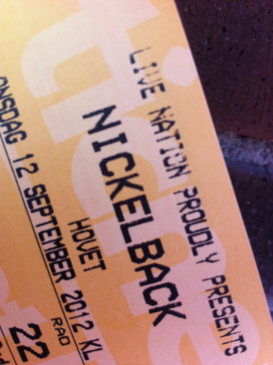 LIVE NATION PROUDLY PRESENTS
NICKELBACK
HOVET
ONSDAG 12 SEPTEMBER 2012 KL
RAD
22